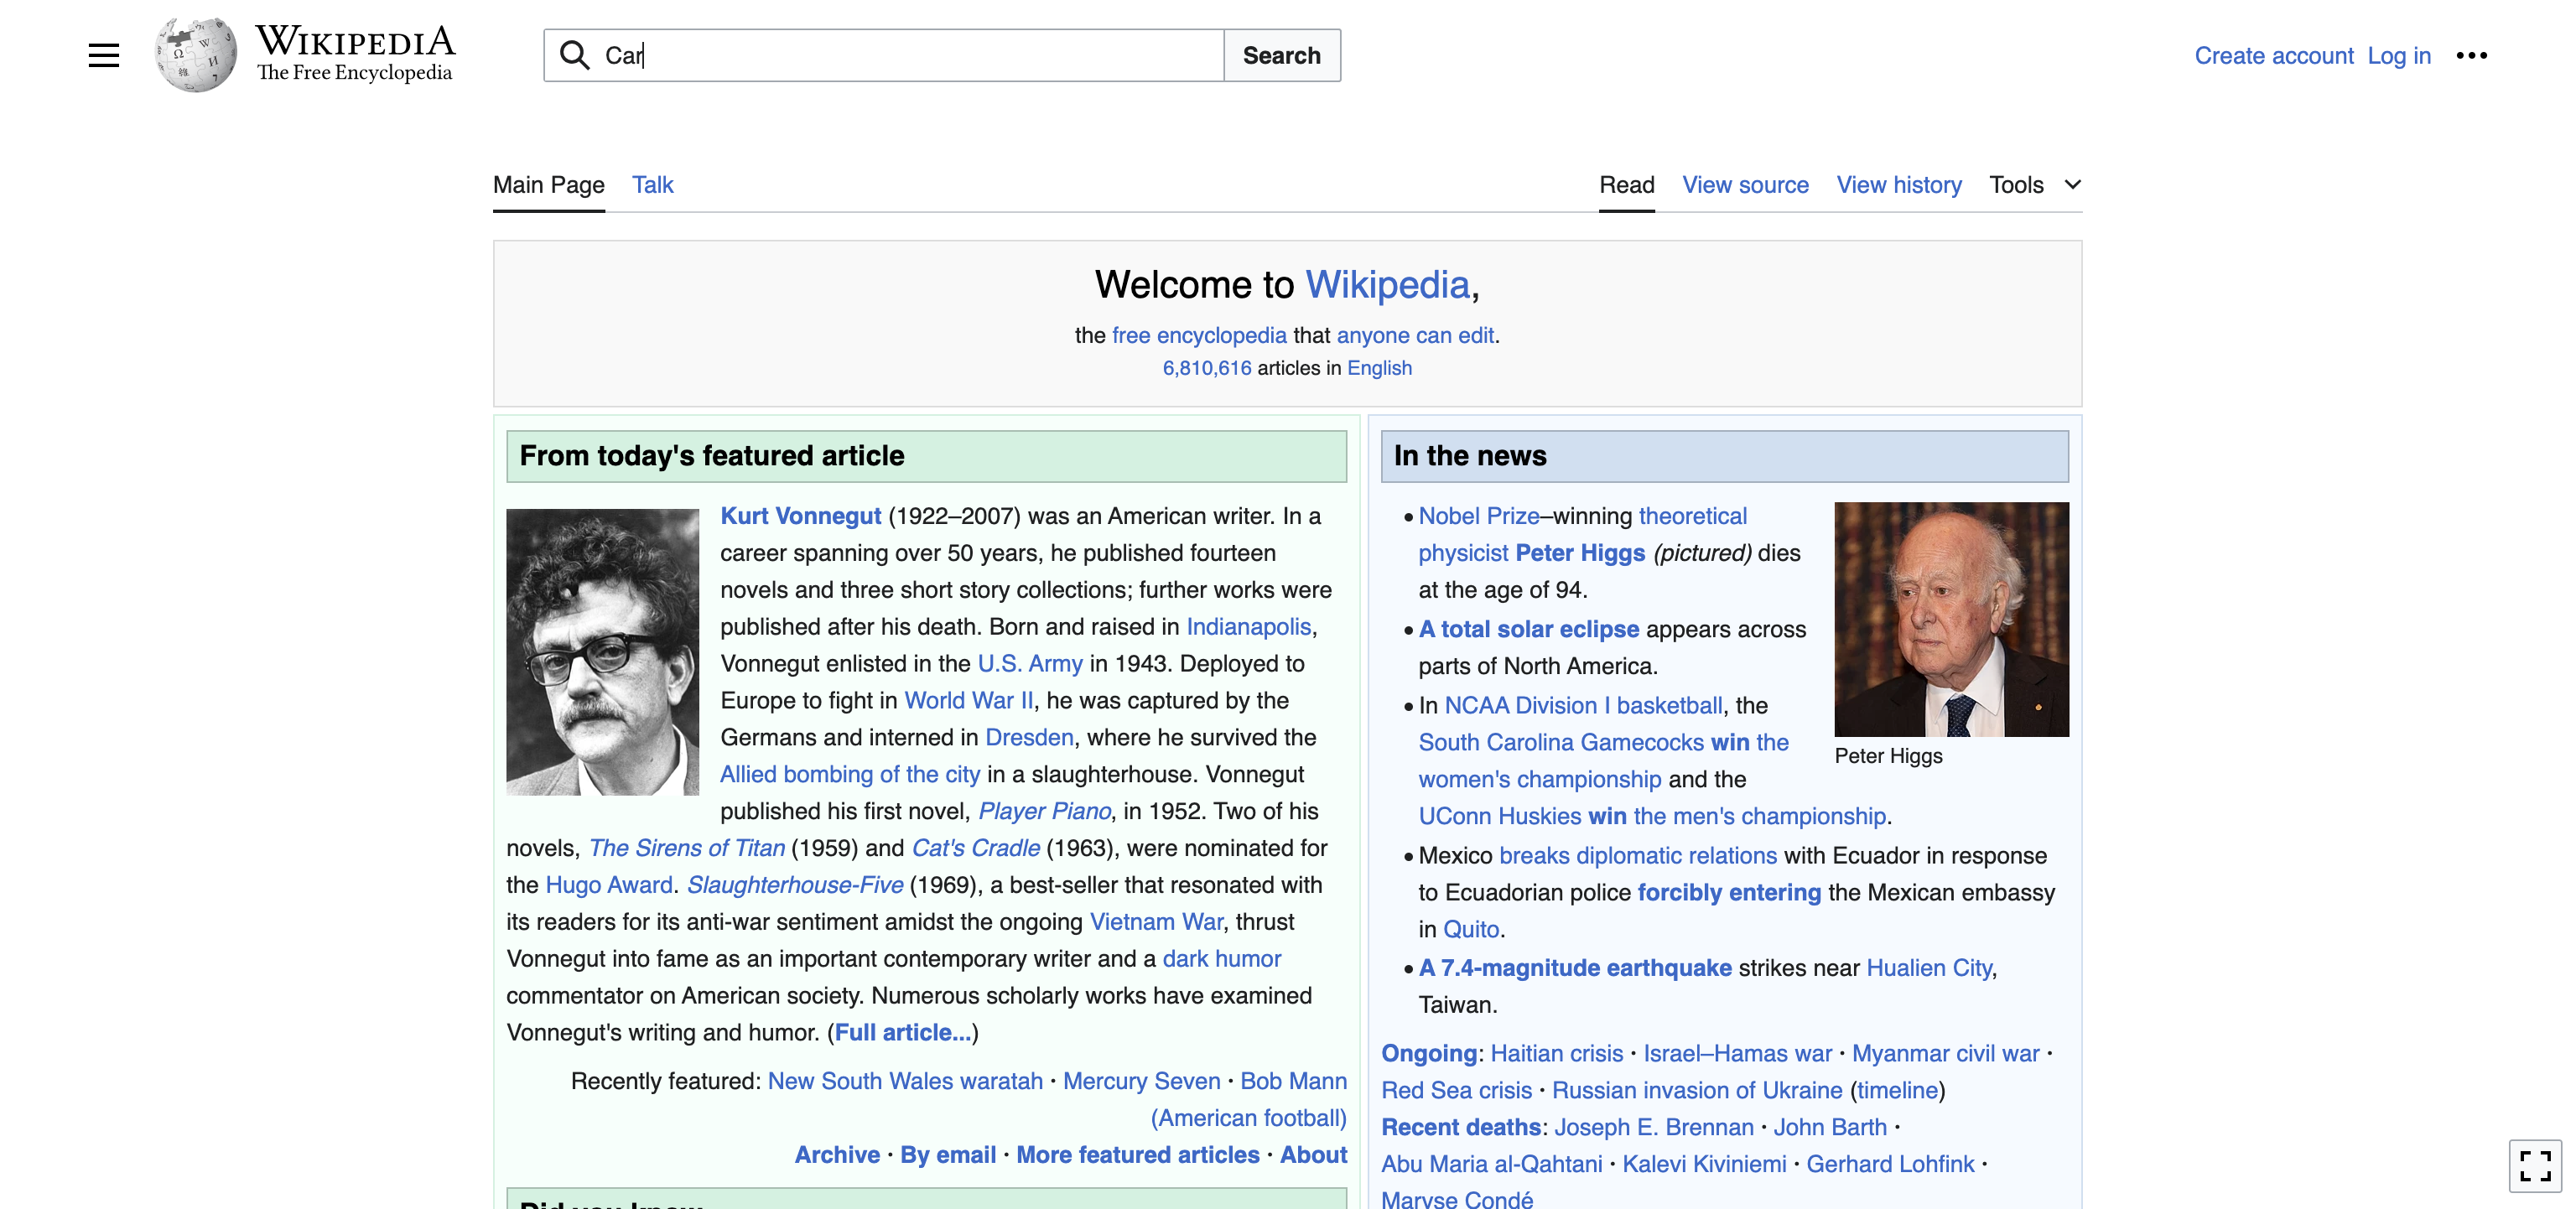 WIKIPEDIA
The Free Encyclopedia
Car
Search
Create account Log in
Main Page Talk
Read View source View history Tools
Welcome to Wikipedia,
the free encyclopedia that anyone can edit.
6,810,616 articles in English
From today's featured article
Kurt Vonnegut (1922–2007) was an American writer. In a
career spanning over 50 years, he published fourteen
novels and three short story collections; further works were
published after his death. Born and raised in Indianapolis,
Vonnegut enlisted in the U.S. Army in 1943. Deployed to
Europe to fight in World War II, he was captured by the
Germans and interned in Dresden, where he survived the
Allied bombing of the city in a slaughterhouse. Vonnegut
published his first novel, Player Piano, in 1952. Two of his
novels, The Sirens of Titan (1959) and Cat's Cradle (1963), were nominated for
the Hugo Award. Slaughterhouse-Five (1969), a best-seller that resonated with
its readers for its anti-war sentiment amidst the ongoing Vietnam War, thrust
Vonnegut into fame as an important contemporary writer and a dark humor
commentator on American society. Numerous scholarly works have examined
Vonnegut's writing and humor. (Full article...)
Recently featured: New South Wales waratah · Mercury Seven · Bob Mann
(American football)
Archive · By email · More featured articles · About
Did you know
In the news
• Nobel Prize–winning theoretical
physicist Peter Higgs (pictured) dies
at the age of 94.
• A total solar eclipse appears across
parts of North America.
• In NCAA Division I basketball, the
South Carolina Gamecocks win the
women's championship and the
UConn Huskies win the men's championship.
Peter Higgs
• Mexico breaks diplomatic relations with Ecuador in response
to Ecuadorian police forcibly entering the Mexican embassy
in Quito.
• A 7.4-magnitude earthquake strikes near Hualien City,
Taiwan.
Ongoing: Haitian crisis · Israel–Hamas war · Myanmar civil war ·
Red Sea crisis · Russian invasion of Ukraine (timeline)
Recent deaths: Joseph E. Brennan · John Barth ·
Abu Maria al-Qahtani · Kalevi Kiviniemi · Gerhard Lohfink ·
Maryse Condé